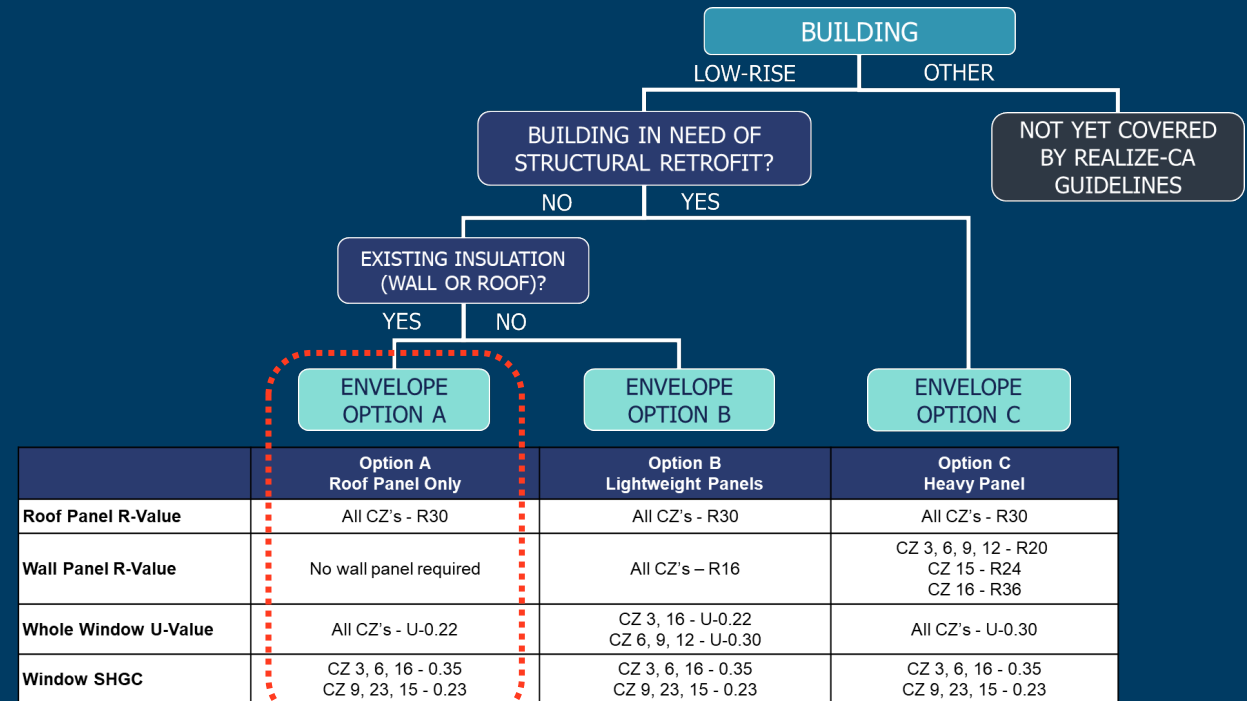 BUILDING
LOW-RISE
OTHER
BUILDING IN NEED OF
STRUCTURAL RETROFIT?
NOT YET COVERED
BY REALIZE-CA
GUIDELINES
NO
YES
EXISTING INSULATION
(WALL OR ROOF)?
YES
NO
ENVELOPE
OPTION A
ENVELOPE
OPTION B
ENVELOPE
OPTION C
Option A
Roof Panel Only
Option B
Lightweight Panels
Option C
Heavy Panel
Roof Panel R-Value
All CZ's - R30
All CZ's - R30
All CZ's - R30
Wall Panel R-Value
No wall panel required
All CZ's – R16
CZ 3, 6, 9, 12 - R20
CZ 15 - R24
CZ 16 - R36
Whole Window U-Value
All CZ's - U-0.22
CZ 3, 16 - U-0.22
CZ 6, 9, 12 - U-0.30
All CZ's - U-0.30
Window SHGC
CZ 3, 6, 16 - 0.35
CZ 9, 23, 15 - 0.23
CZ 3, 6, 16 - 0.35
CZ 9, 23, 15 - 0.23
CZ 3, 6, 16 - 0.35
CZ 9, 23, 15 - 0.23